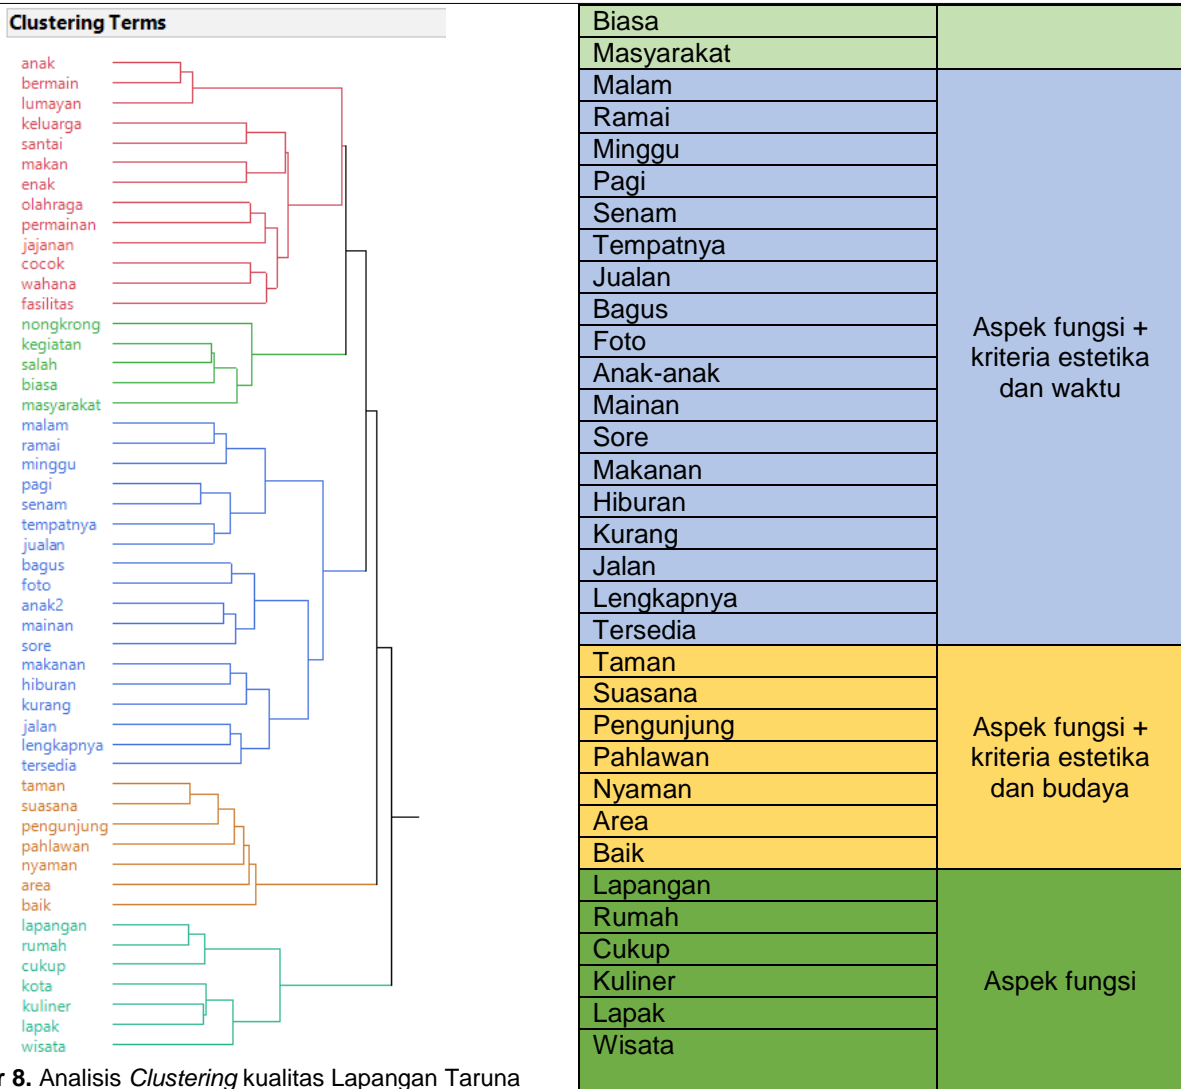 Clustering Terms
anak
bermain
lumayan
keluarga
santai
makan
enak
olahraga
permainan
jajanan
cocok
wahana
fasilitas
nongkrong
kegiatan
salah
biasa
masyarakat
malam
ramai
minggu
pagi
senam
tempatnya
jualan
bagus
foto
anak2
mainan
sore
makanan
hiburan
kurang
jalan
lengkapnya
tersedia
taman
suasana
pengunjung
pahlawan
nyaman
area
baik
lapangan
rumah
cukup
kota
kuliner
lapak
wisata
r 8. Analisis Clustering kualitas Lapangan Taruna
Biasa
Masyarakat
Malam
Ramai
Minggu
Pagi
Senam
Tempatnya
Jualan
Bagus
Foto
Anak-anak
Mainan
Sore
Makanan
Hiburan
Kurang
Jalan
Lengkapnya
Tersedia
Aspek fungsi +
kriteria estetika
dan waktu
Taman
Suasana
Pengunjung
Pahlawan
Nyaman
Area
Baik
Aspek fungsi +
kriteria estetika
dan budaya
Lapangan
Rumah
Cukup
Kuliner
Lapak
Wisata
Aspek fungsi